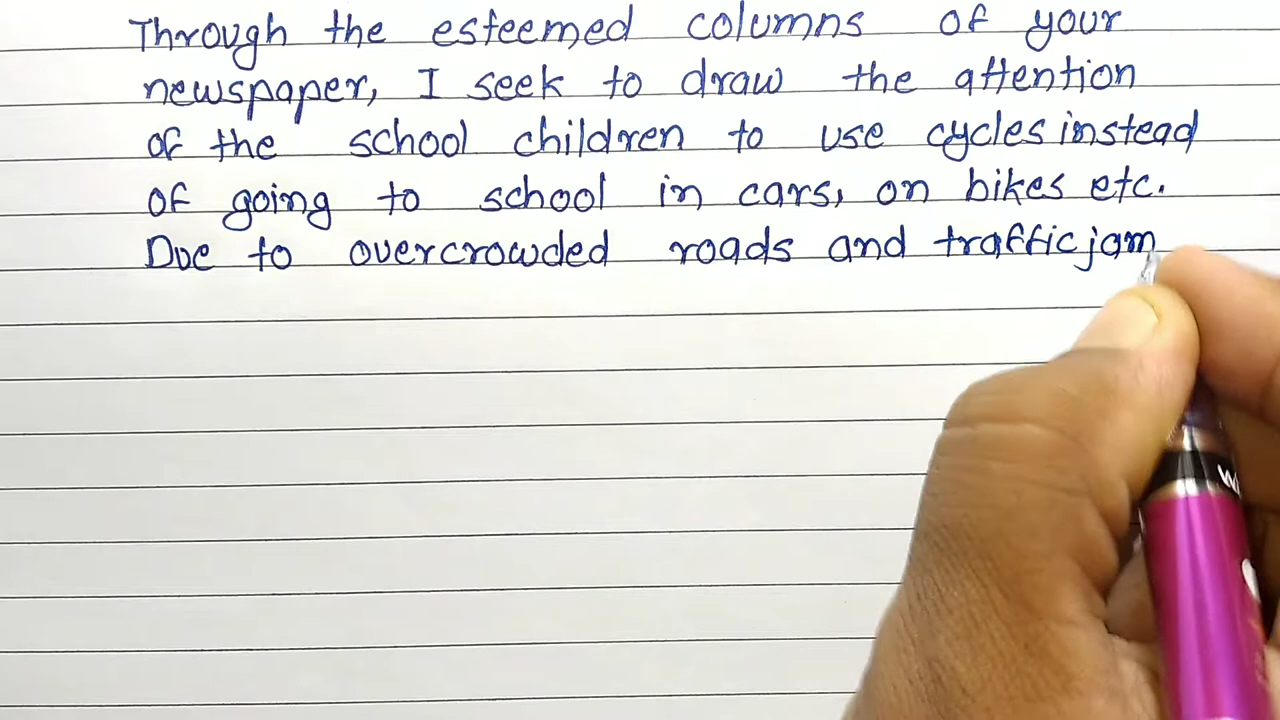 Through the esteemed columns of your
newspaper, I seek to draw the attention
of the school children to use cycles instead
of going to school in cars, on bikes etc.
Due to overcrowded roads and traffic jam